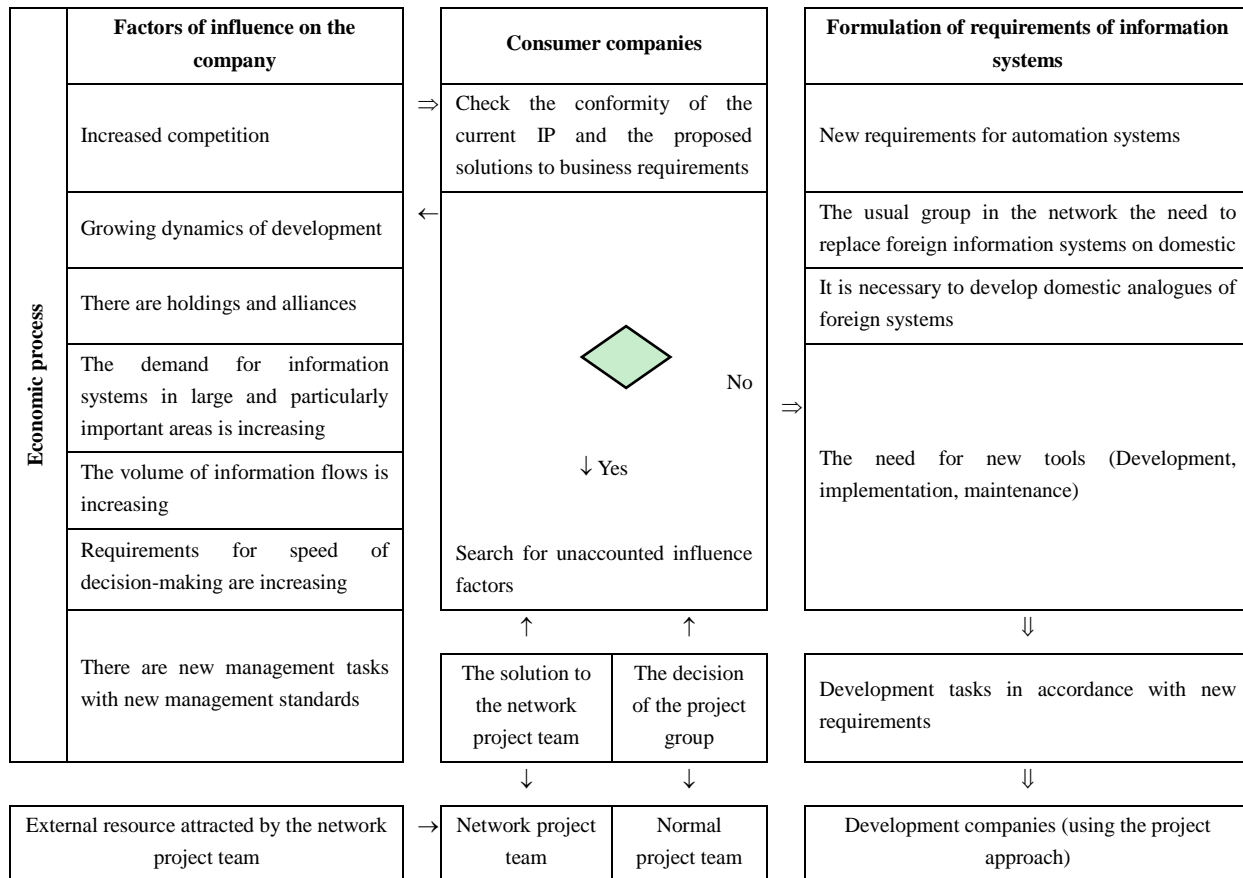 Economic process
Factors of influence on the
company
Increased competition
Growing dynamics of development
There are holdings and alliances
The demand for information
systems in large and particularly
important areas is increasing
The volume of information flows is
increasing
Requirements for speed of
decision-making are increasing
There are new management tasks
with new management standards
⇒
←
Consumer companies
Check the conformity of the
current IP and the proposed
solutions to business requirements
No
↓ Yes
Search for unaccounted influence
factors
↑ ↑
The solution to
the network
project team
The decision
of the project
group
↓ ↓
⇒
Formulation of requirements of information
systems
New requirements for automation systems
The usual group in the network the need to
replace foreign information systems on domestic
It is necessary to develop domestic analogues of
foreign systems
The need for new tools (Development,
implementation, maintenance)
⇓
Development tasks in accordance with new
requirements
⇓
External resource attracted by the network
project team
→
Network project
team
Normal
project team
Development companies (using the project
approach)